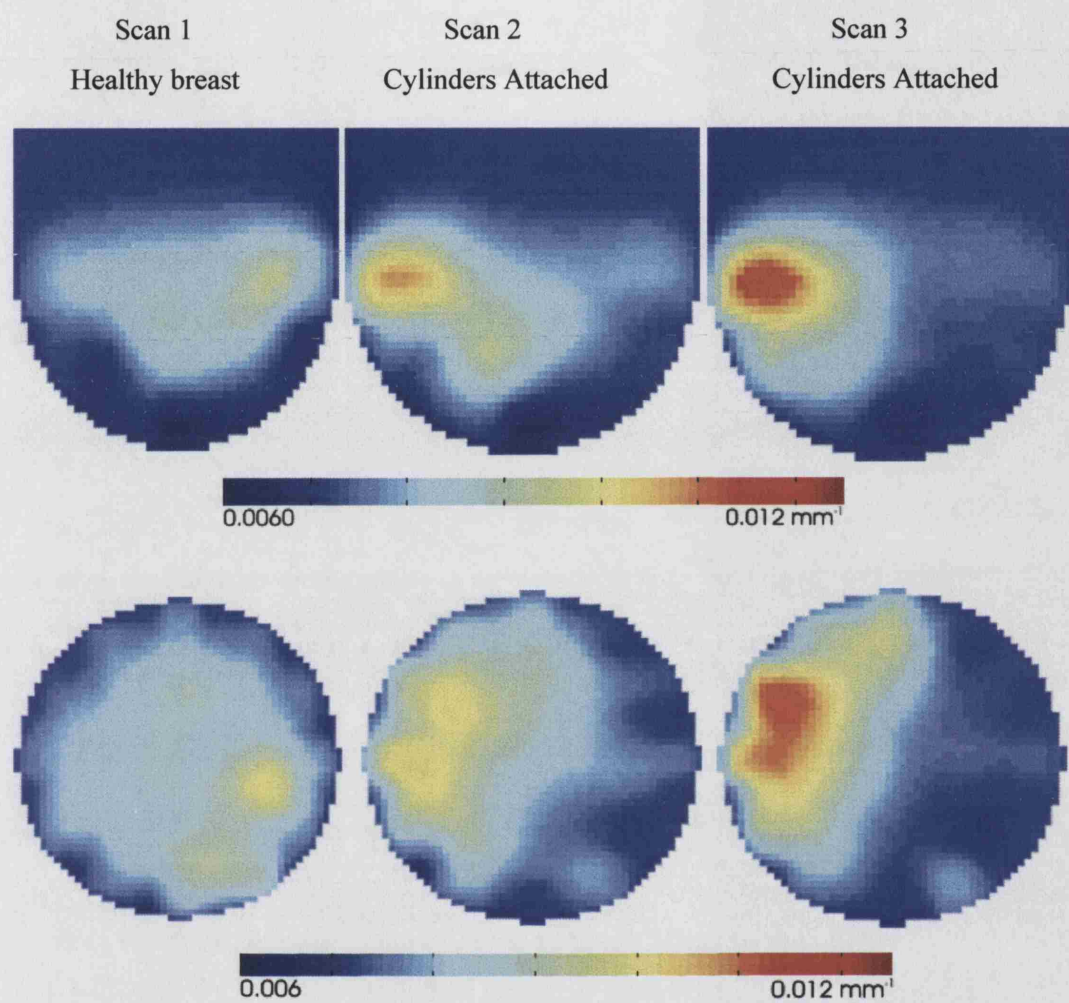 Scan 1
Scan 2
Scan 3
Healthy breast
Cylinders Attached
Cylinders Attached
0.0060
0.012 mm⁻¹
0.006
0.012 mm⁻¹